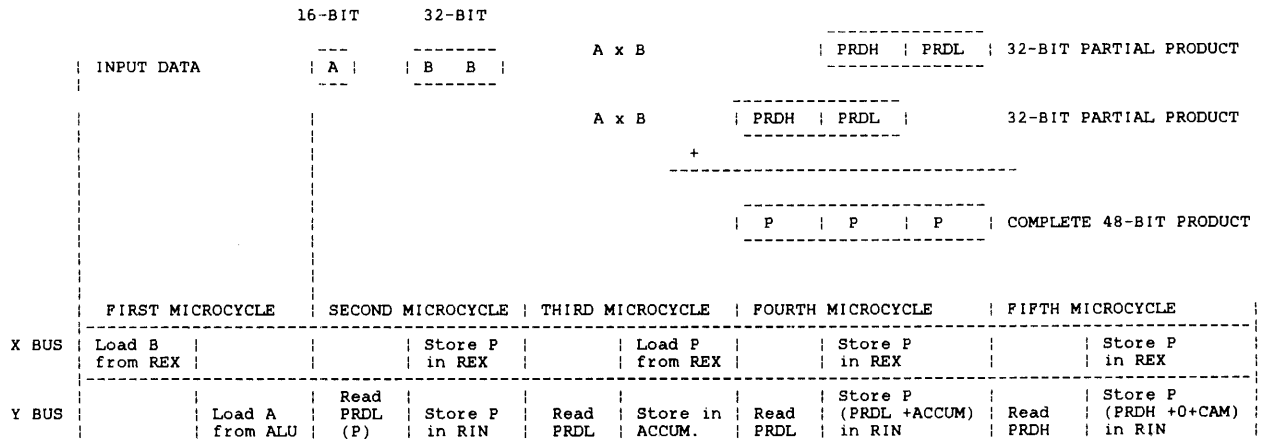 16-BIT 32-BIT
A x B PRDH PRDL 32-BIT PARTIAL PRODUCT
INPUT DATA A B B
A x B PRDH PRDL 32-BIT PARTIAL PRODUCT
+
P P P COMPLETE 48-BIT PRODUCT
FIRST MICROCYCLE SECOND MICROCYCLE THIRD MICROCYCLE FOURTH MICROCYCLE FIFTH MICROCYCLE
X BUS Load B Store P Load P Store P Store P
from REX in REX from REX in REX in REX
Read Store P Store P
Y BUS Load A PRDL Store P Read Store in Read (PRDL +ACCUM) Read (PRDH +0+CAM)
from ALU (P) in RIN PRDL ACCUM. PRDL in RIN PRDH in RIN